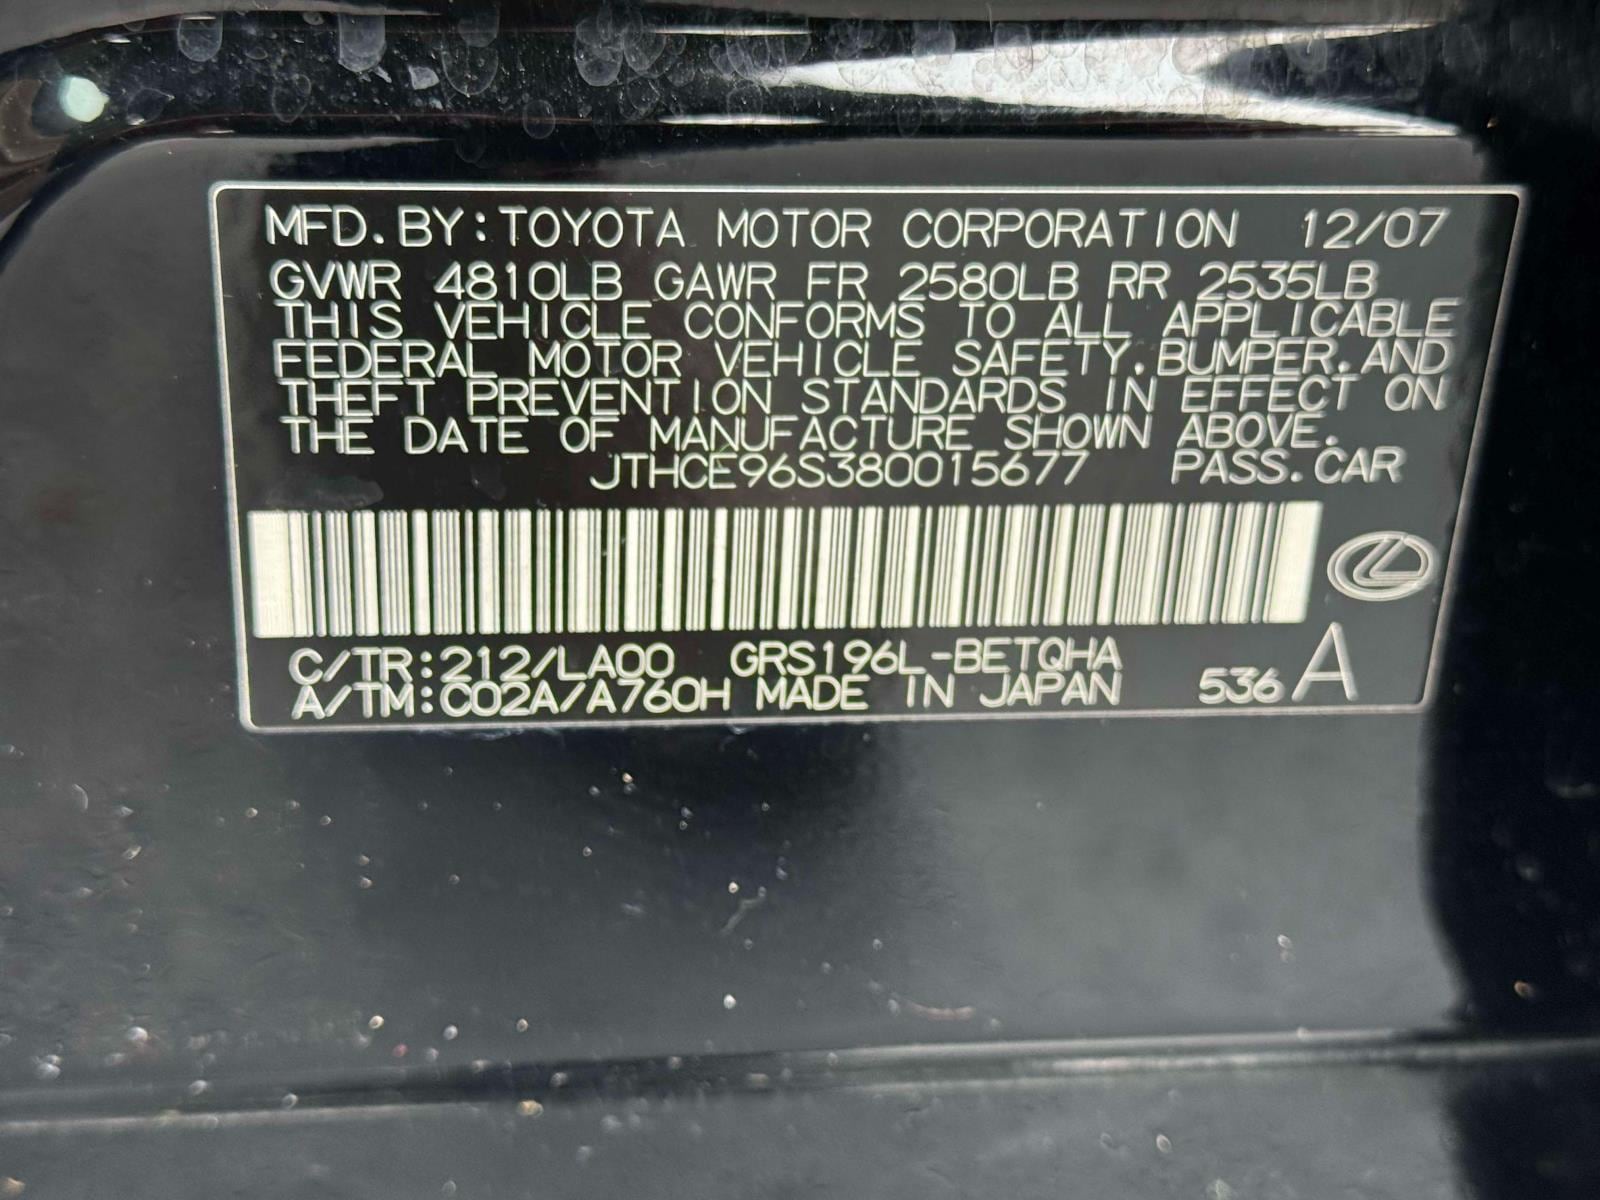 MFD.BY:TOYOTA MOTOR CORPORATION 12/07
GVWR 4810LB GAWR FR 2580LB RR 2535LB
THIS VEHICLE CONFORMS TO ALL APPLICABLE
FEDERAL MOTOR VEHICLE SAFETY,BUMPER,AND
THEFT PREVENTION STANDARDS IN EFFECT ON
THE DATE OF MANUFACTURE SHOWN ABOVE.
JTHCE96S380015677 PASS.CAR
C/TR:212/LA00 GRS196L-BETQHA
A/TM:C02A/A760H MADE IN JAPAN 536 A